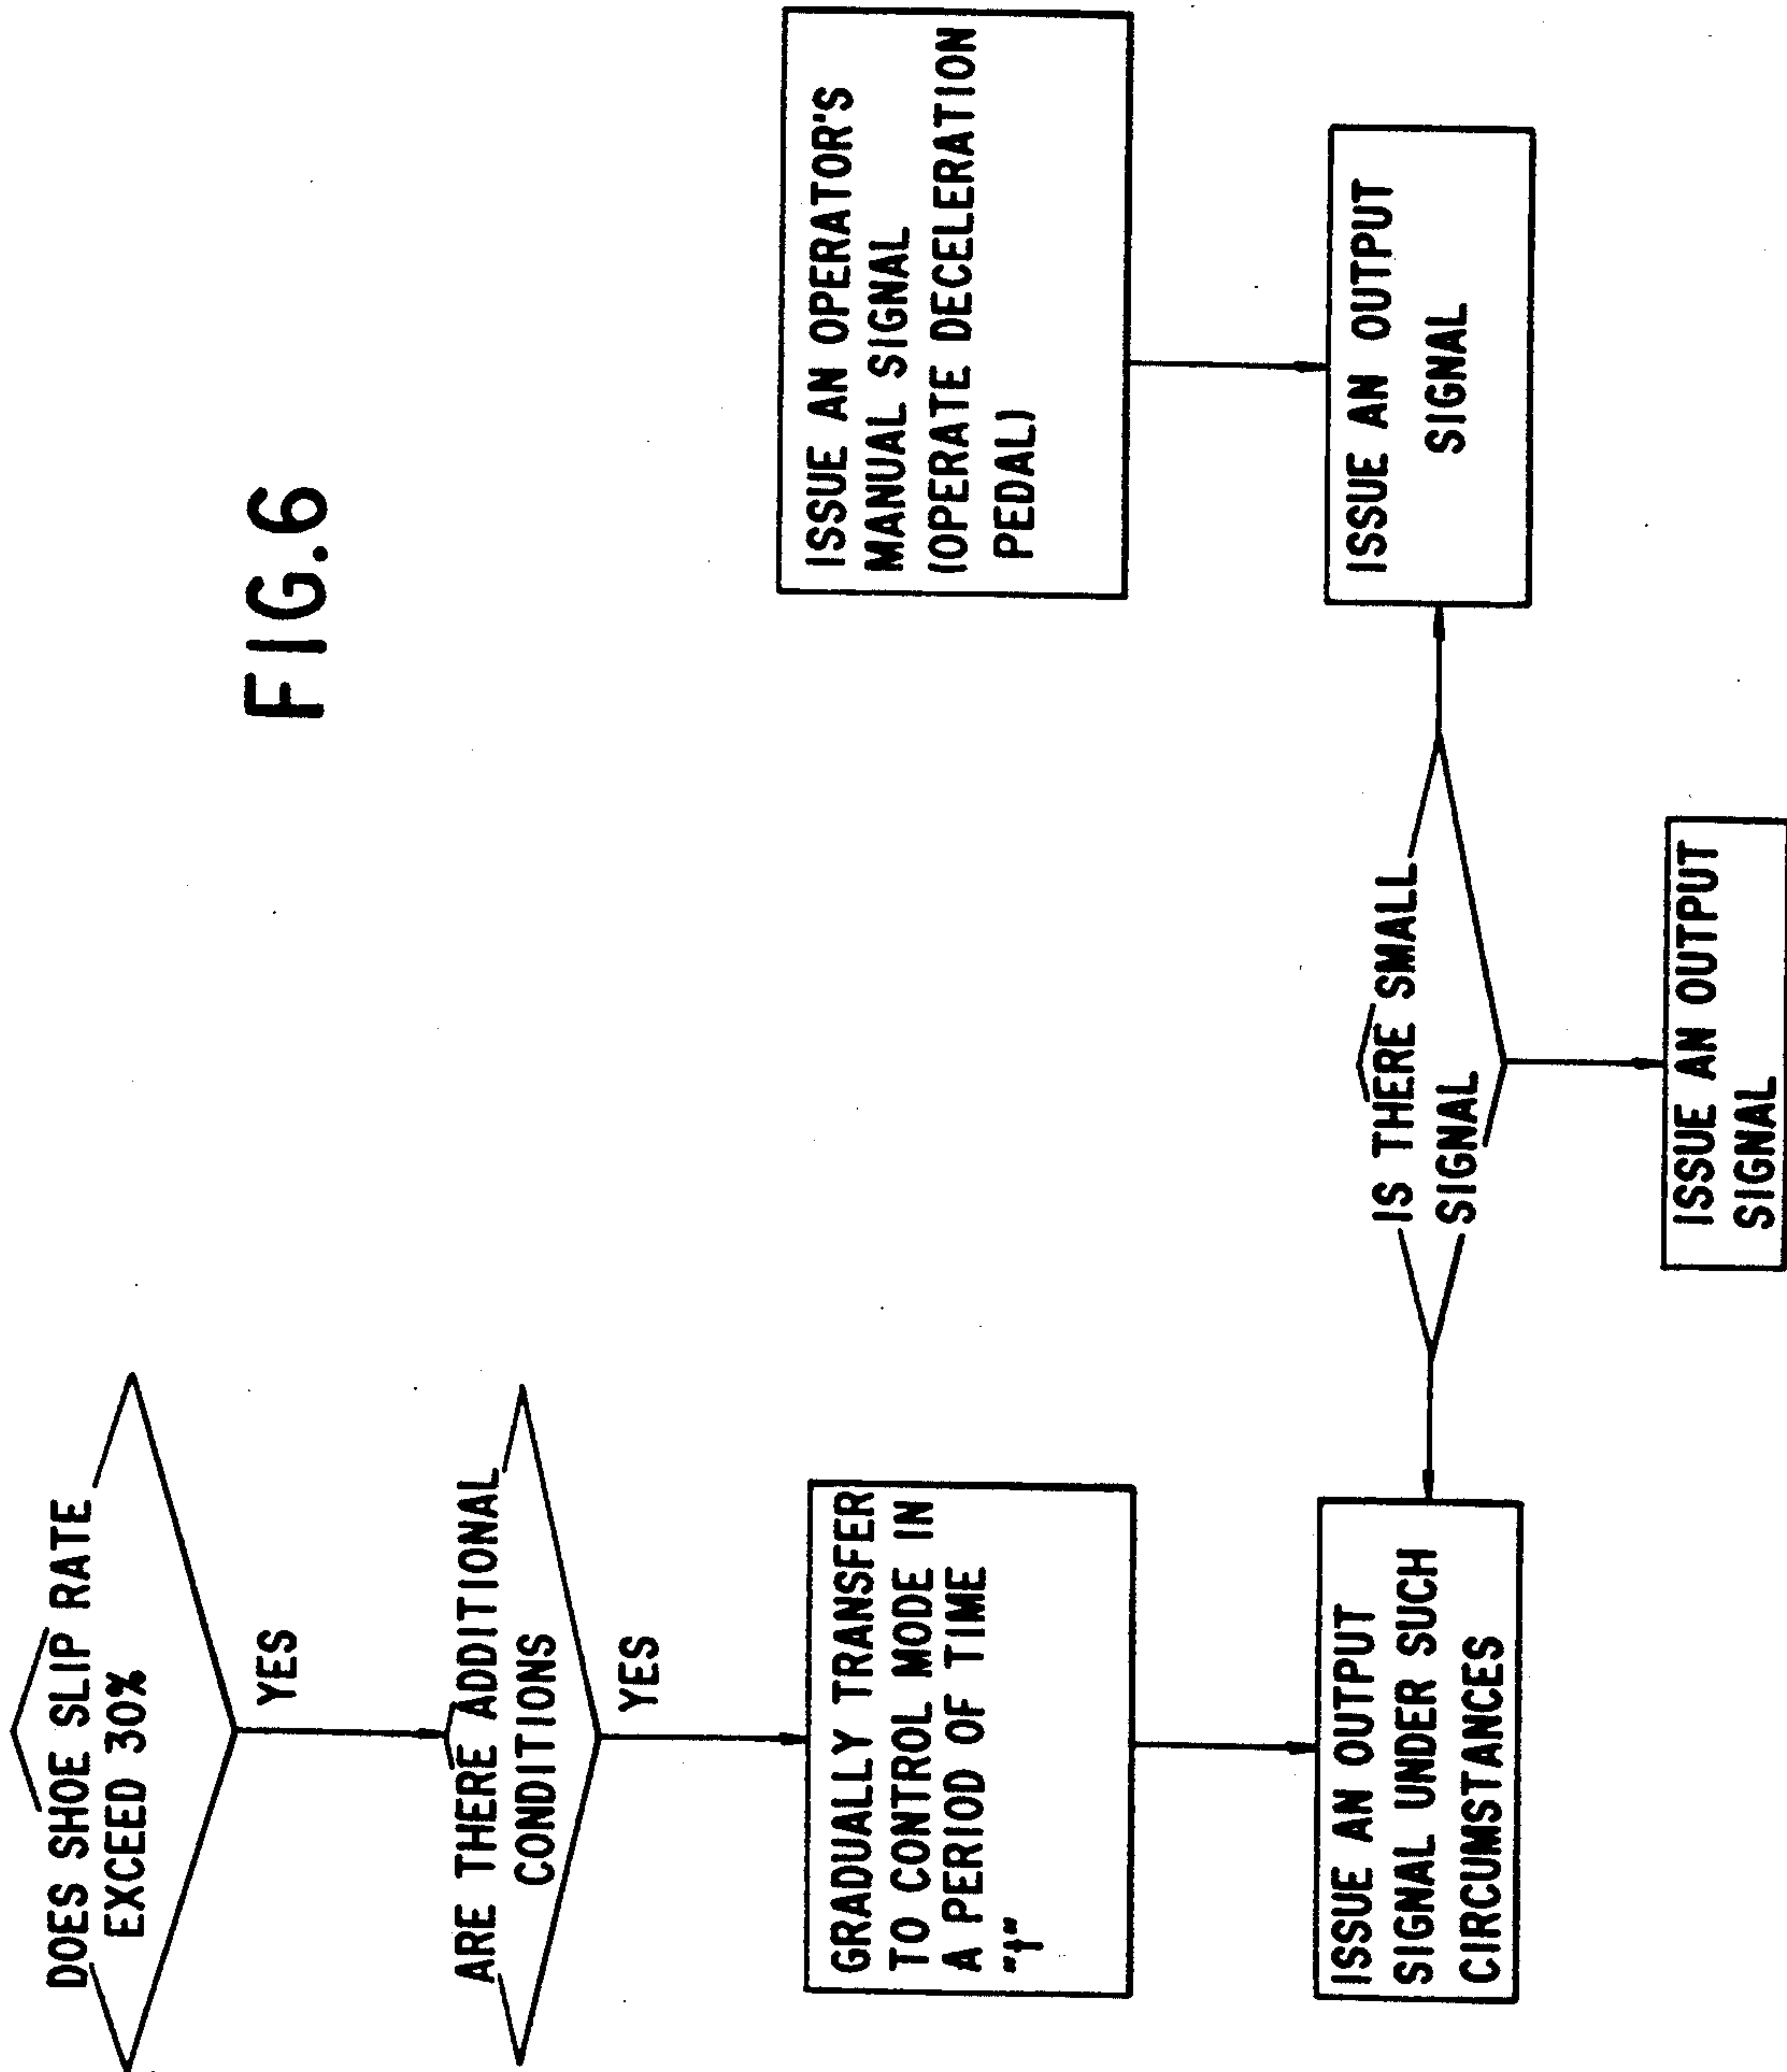 FIG.6
DOES SHOE SLIP RATE
EXCEED 30%
YES
ARE THERE ADDITIONAL
CONDITIONS
YES
GRADUALLY TRANSFER
TO CONTROL MODE IN
A PERIOD OF TIME
"t"
ISSUE AN OUTPUT
SIGNAL UNDER SUCH
CIRCUMSTANCES
IS THERE SMALL
SIGNAL
ISSUE AN OUTPUT
SIGNAL
ISSUE AN OPERATOR'S
MANUAL SIGNAL
(OPERATE DECELERATION
PEDAL)
ISSUE AN OUTPUT
SIGNAL